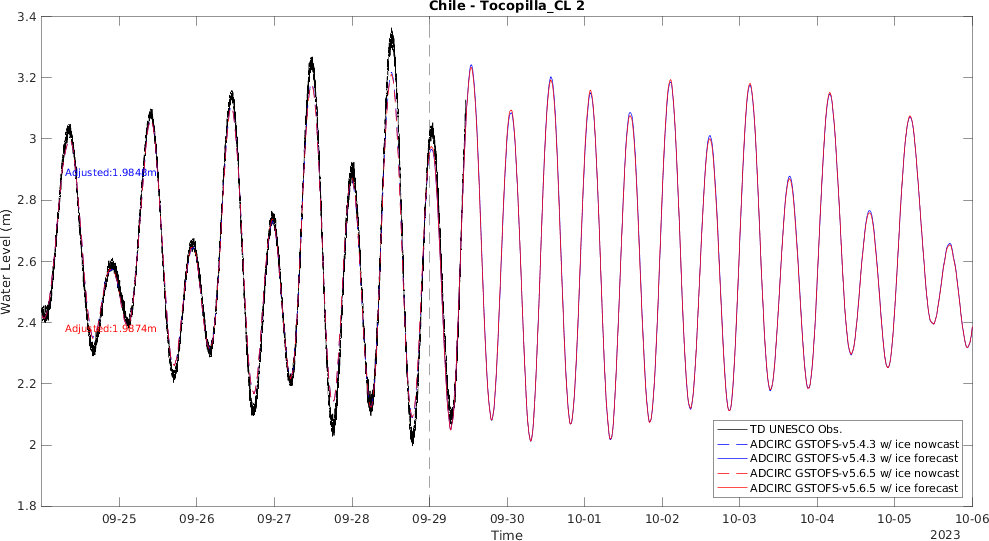 Chile - Tocopilla_CL 2
3.4
3.2
3
2.8
2.6
2.4
2.2
2
1.8
Water Level (m)
Adjusted:1.9843m
Adjusted:1.9874m
TD UNESCO Obs.
ADCIRC GSTOFS-v5.4.3 w/ ice nowcast
ADCIRC GSTOFS-v5.4.3 w/ ice forecast
ADCIRC GSTOFS-v5.6.5 w/ ice nowcast
ADCIRC GSTOFS-v5.6.5 w/ ice forecast
09-25 09-26 09-27 09-28 09-29 09-30 10-01 10-02 10-03 10-04 10-05 10-06
Time
2023